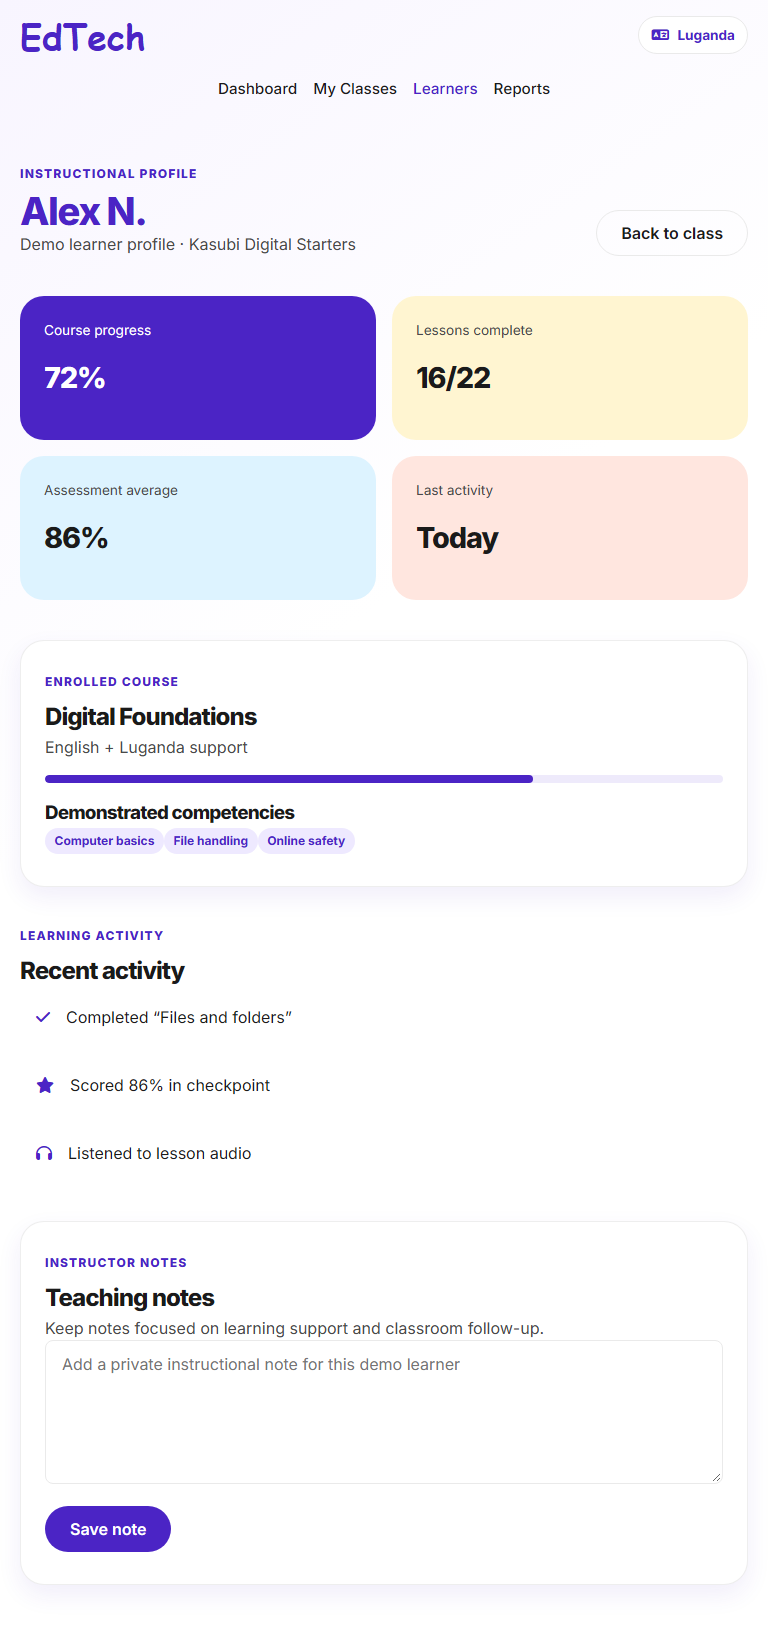 EdTech
Luganda
Dashboard My Classes Learners Reports
INSTRUCTIONAL PROFILE
Alex N.
Demo learner profile · Kasubi Digital Starters
Back to class
Course progress
72%
Lessons complete
16/22
Assessment average
86%
Last activity
Today
ENROLLED COURSE
Digital Foundations
English + Luganda support
Demonstrated competencies
Computer basics File handling Online safety
LEARNING ACTIVITY
Recent activity
Completed “Files and folders”
Scored 86% in checkpoint
Listened to lesson audio
INSTRUCTOR NOTES
Teaching notes
Keep notes focused on learning support and classroom follow-up.
Add a private instructional note for this demo learner
Save note